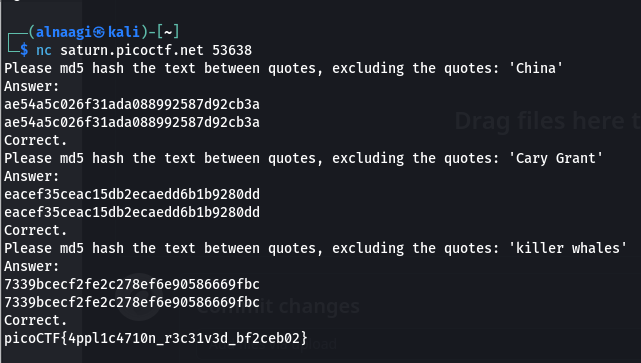 (alnaagi㉿kali)-[~]
$ nc saturn.picoctf.net 53638
Please md5 hash the text between quotes, excluding the quotes: 'China'
Answer:
ae54a5c026f31ada088992587d92cb3a
ae54a5c026f31ada088992587d92cb3a
Correct.
Please md5 hash the text between quotes, excluding the quotes: 'Cary Grant'
Answer:
eacef35ceac15db2ecaedd6b1b9280dd
eacef35ceac15db2ecaedd6b1b9280dd
Correct.
Please md5 hash the text between quotes, excluding the quotes: 'killer whales'
Answer:
7339bcecf2fe2c278ef6e90586669fbc
7339bcecf2fe2c278ef6e90586669fbc
Correct.
picoCTF{4ppl1c4710n_r3c31v3d_bf2ceb02}
Drag files here t
Commit changes